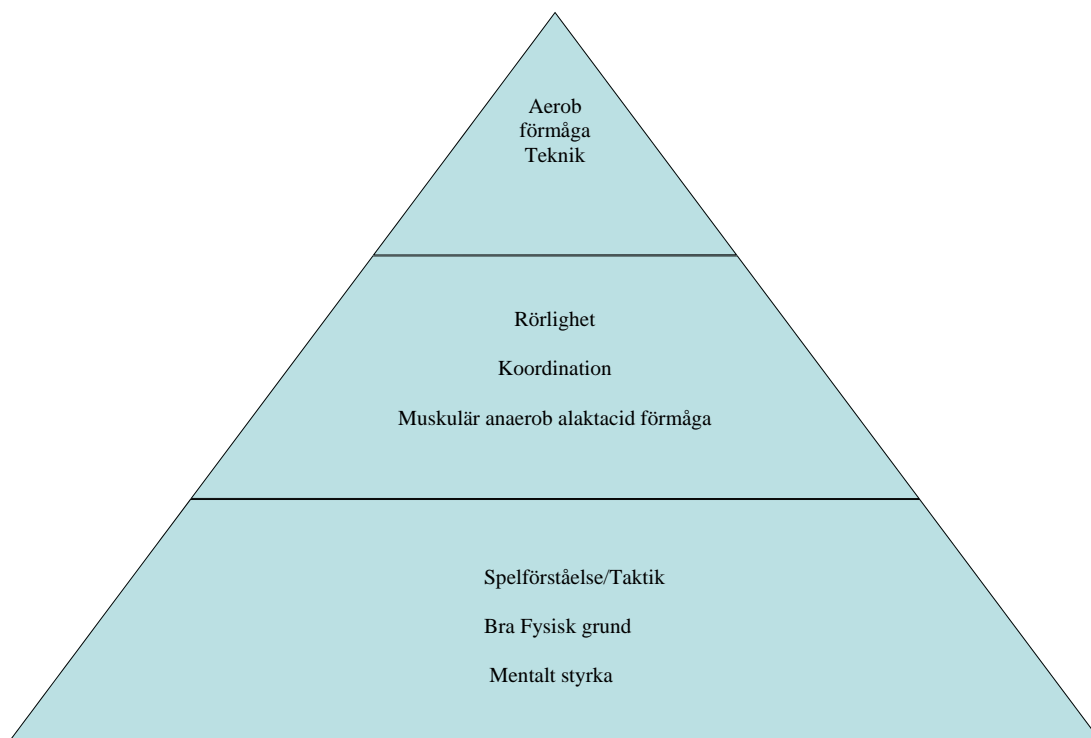 Aerob
förmåga
Teknik
Rörlighet
Koordination
Muskulär anaerob alaktacid förmåga
Spelförståelse/Taktik
Bra Fysisk grund
Mentalt styrka